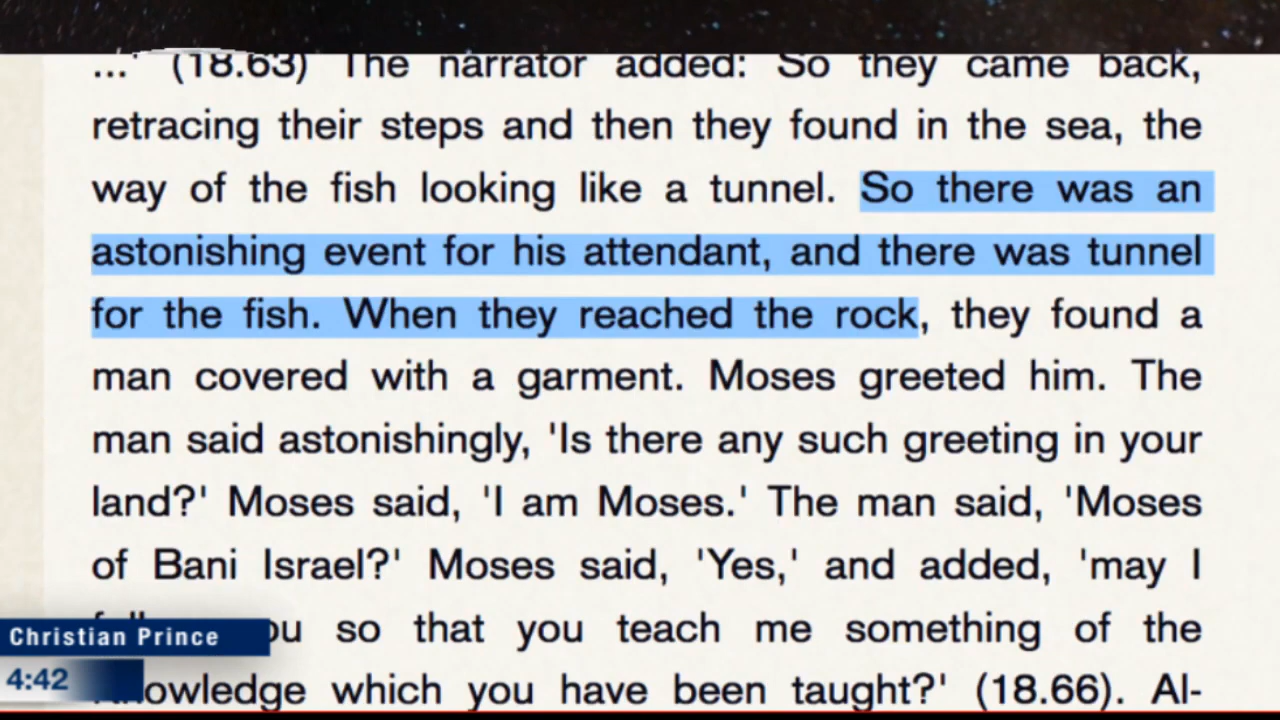 ...' (18.63) The narrator added: So they came back,
retracing their steps and then they found in the sea, the
way of the fish looking like a tunnel. So there was an
astonishing event for his attendant, and there was tunnel
for the fish. When they reached the rock, they found a
man covered with a garment. Moses greeted him. The
man said astonishingly, 'Is there any such greeting in your
land?' Moses said, 'I am Moses.' The man said, 'Moses
of Bani Israel?' Moses said, 'Yes,' and added, 'may I
so that you teach me something of the
Christian Prince
which you have been taught?' (18.66). Al-
4:42